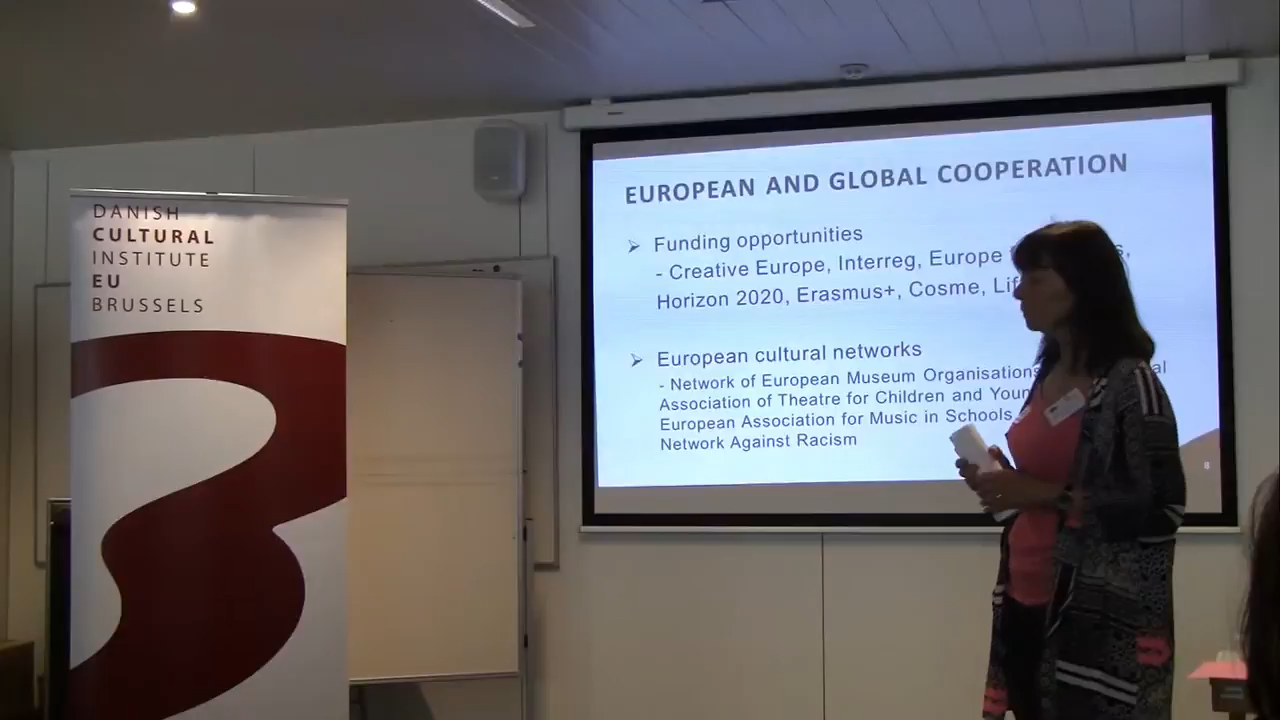 DANISH
CULTURAL
INSTITUTE
EU
BRUSSELS
EUROPEAN AND GLOBAL COOPERATION
Funding opportunities
- Creative Europe, Interreg, Europe
Horizon 2020, Erasmus+, Cosme,
European cultural networks
- Network of European Museum Organisations
Association of Theatre for Children and
European Association for Music in Schools,
Network Against Racism
8